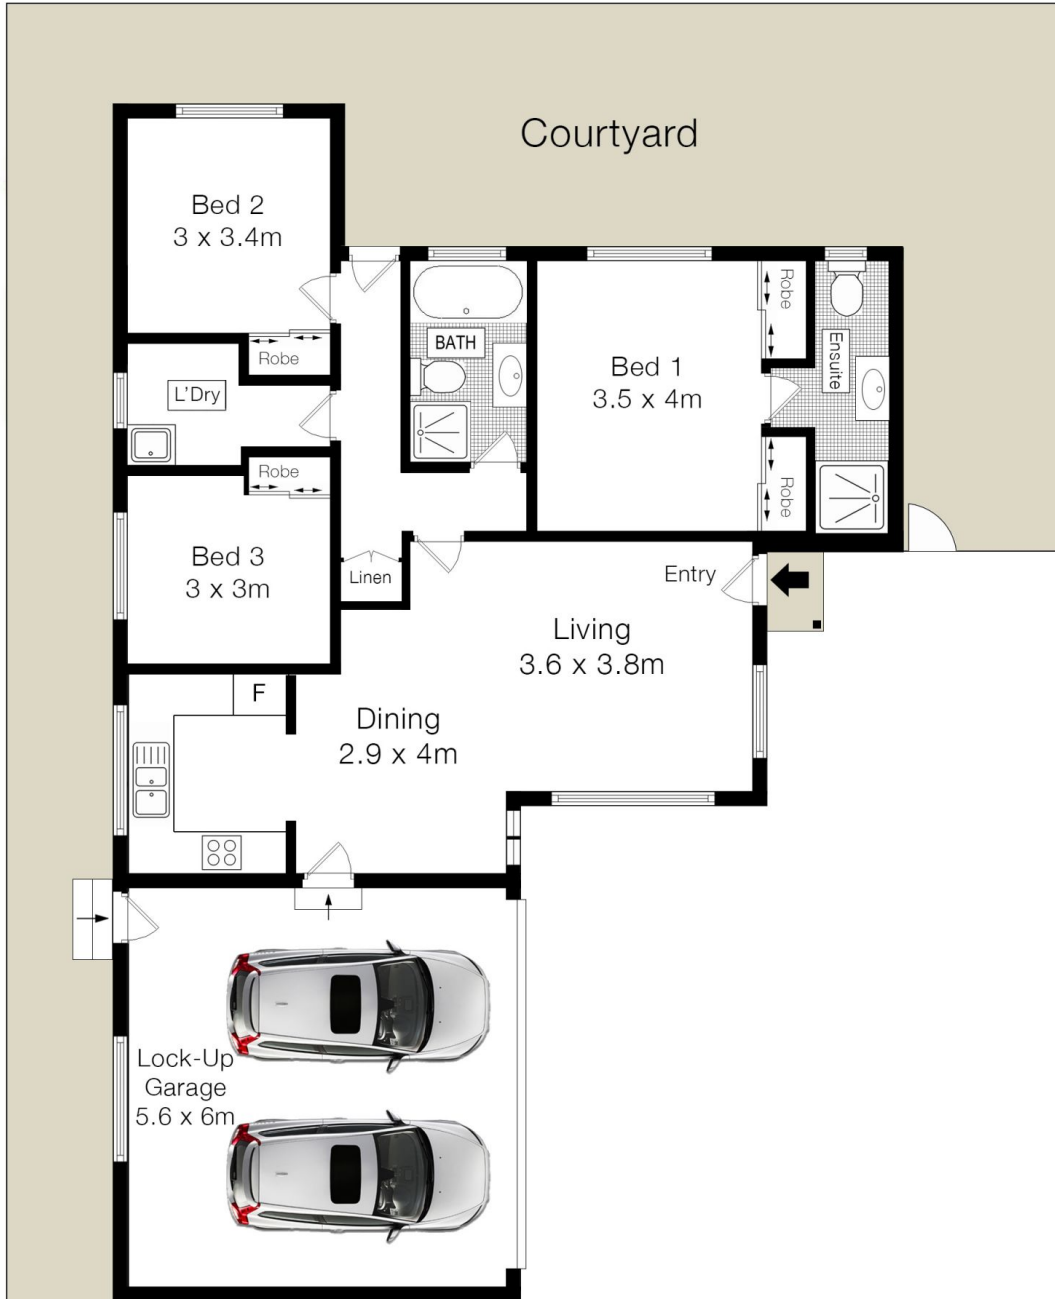 Courtyard
Bed 2
3 x 3.4m
Robe
BATH
Bed 1
3.5 x 4m
Robe
Ensuite
Robe
L'Dry
Robe
Bed 3
3 x 3m
Linen
Entry
Living
3.6 x 3.8m
F
Dining
2.9 x 4m
Lock-Up
Garage
5.6 x 6m